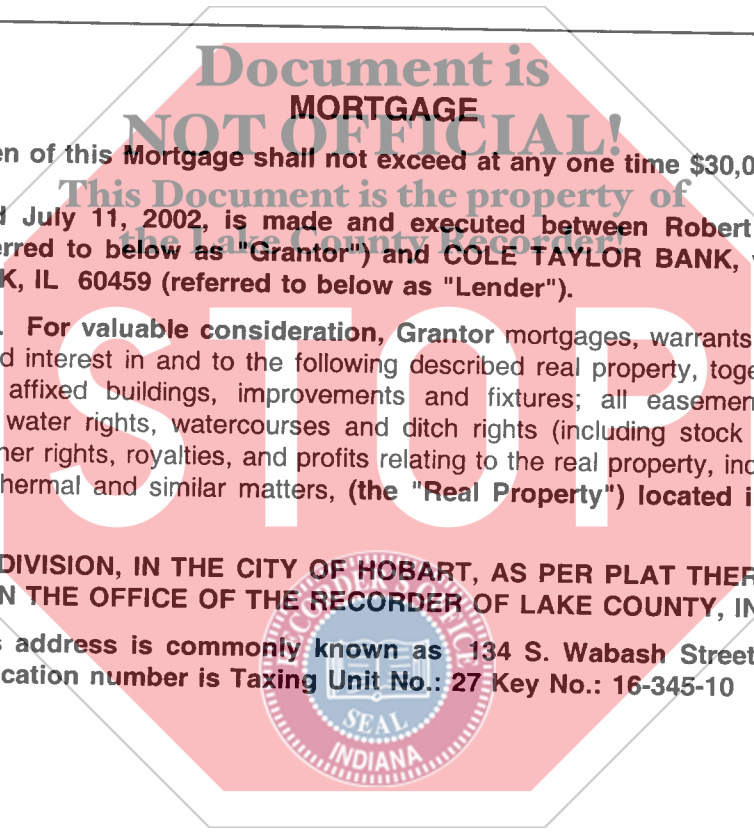 Document is
MORTGAGE
NOT OFFICIAL!
en of this Mortgage shall not exceed at any one time $30,0
This Document is the property of
July 11, 2002, is made and executed between Robert
the Lake County Recorder!
erred to below as "Grantor") and COLE TAYLOR BANK,
K, IL 60459 (referred to below as "Lender").
. For valuable consideration, Grantor mortgages, warrants
d interest in and to the following described real property, toge
affixed buildings, improvements and fixtures; all easemen
water rights, watercourses and ditch rights (including stock
her rights, royalties, and profits relating to the real property, inc
hermal and similar matters, (the "Real Property") located i
STOP
DIVISION, IN THE CITY OF HOBART, AS PER PLAT THER
N THE OFFICE OF THE RECORDER OF LAKE COUNTY, IN
s address is commonly known as 134 S. Wabash Street
cation number is Taxing Unit No.: 27 Key No.: 16-345-10
RECORDER'S OFFICE
SEAL
INDIANA